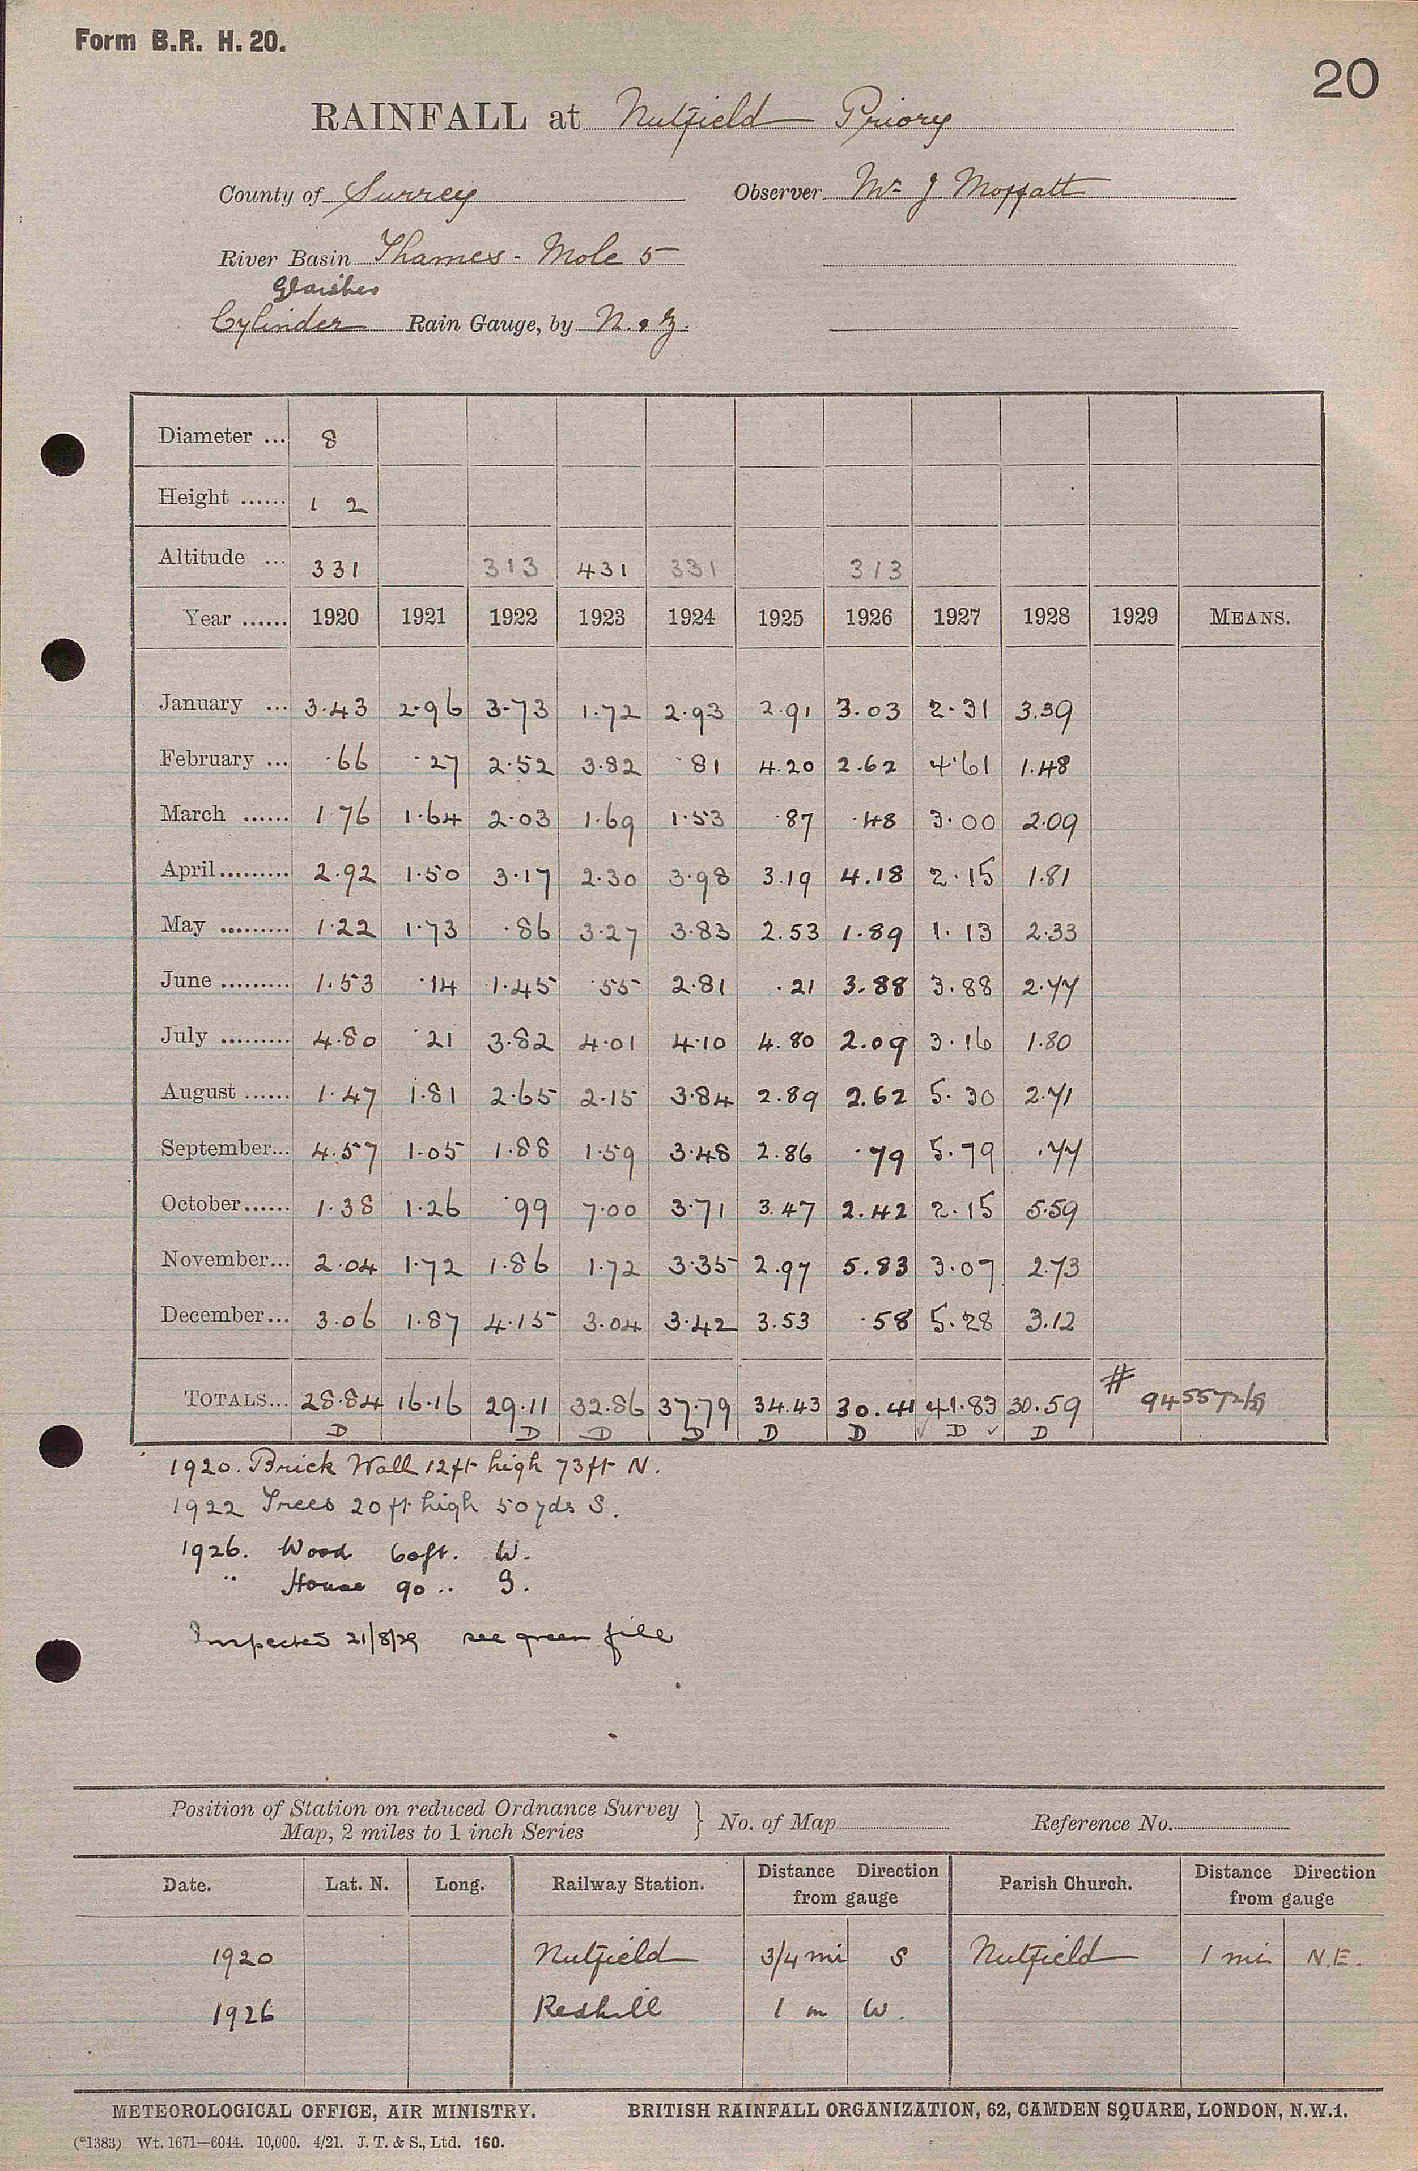 Form B.R. H. 20.
20
RAINFALL at Nutfield Priory
County of Surrey Observer Mr J Moffatt
River Basin Thames - Mole 5
Glaisher
Cylinder Rain Gauge, by N. & Z.
Diameter ... 8
Height ...... 1 2
Altitude ... 331 313 431 331 313
Year ...... 1920 1921 1922 1923 1924 1925 1926 1927 1928 1929 MEANS.
January ... 3.43 2.96 3.73 1.72 2.93 2.91 3.03 2.31 3.39
February ... .66 .27 2.52 3.82 .81 4.20 2.62 4.61 1.48
March ...... 1.76 1.64 2.03 1.69 1.53 .87 .48 3.00 2.09
April......... 2.92 1.50 3.17 2.30 3.98 3.19 4.18 2.15 1.81
May ......... 1.22 1.73 .86 3.27 3.83 2.53 1.89 1.13 2.33
June ......... 1.53 .14 1.45 .55 2.81 .21 3.88 3.88 2.77
July ......... 4.80 .21 3.82 4.01 4.10 4.80 2.09 3.16 1.80
August ...... 1.47 1.81 2.65 2.15 3.84 2.89 2.62 5.30 2.71
September... 4.57 1.05 1.88 1.59 3.48 2.86 .79 5.79 .77
October...... 1.38 1.26 .99 7.00 3.71 3.47 2.42 2.15 5.59
November... 2.04 1.72 1.86 1.72 3.35 2.97 5.83 3.07 2.73
December... 3.06 1.87 4.15 3.04 3.42 3.53 .58 5.28 3.12
TOTALS... 28.84 16.16 29.11 32.86 37.79 34.43 30.41 41.83 30.59 # 945572/29
D D D D D D D D
1920. Brick Wall 12ft high 73ft N.
1922 Trees 20ft high 50yds S.
1926. Wood 60ft. W.
" House 90 .. S.
Inspected 21/8/29 see green file
Position of Station on reduced Ordnance Survey
Map, 2 miles to 1 inch Series } No. of Map Reference No.
Date. Lat. N. Long. Railway Station. Distance Direction from gauge Parish Church. Distance Direction from gauge
1920 Nutfield 3/4 mi S Nutfield 1 mi N.E.
1926 Redhill 1 m W.
METEOROLOGICAL OFFICE, AIR MINISTRY. BRITISH RAINFALL ORGANIZATION, 62, CAMDEN SQUARE, LONDON, N.W.1.
(*1383) Wt. 1671—6044. 10,000. 4/21. J. T. & S., Ltd. 160.